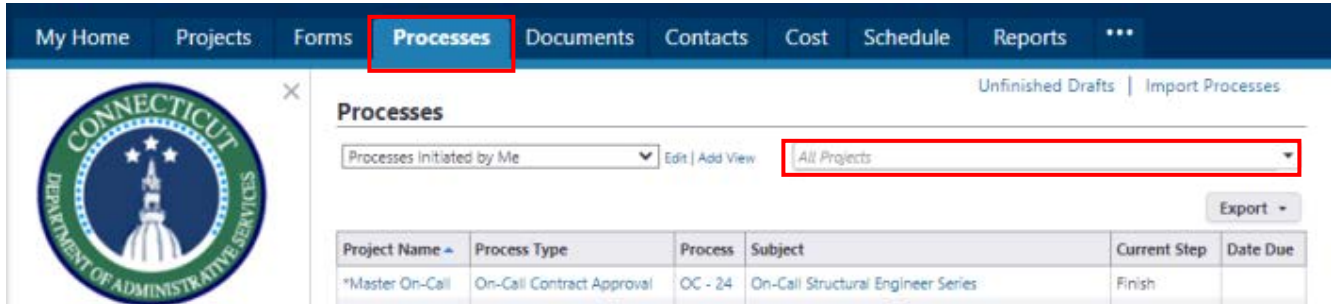 My Home Projects Forms Processes Documents Contacts Cost Schedule Reports •••
Unfinished Drafts | Import Processes
CONNECTICUT
DEPARTMENT OF ADMINISTRATIVE SERVICES
Processes
Processes Initiated by Me Edit | Add View All Projects
Export
Project Name Process Type Process Subject Current Step Date Due
*Master On-Call On-Call Contract Approval OC - 24 On-Call Structural Engineer Series Finish